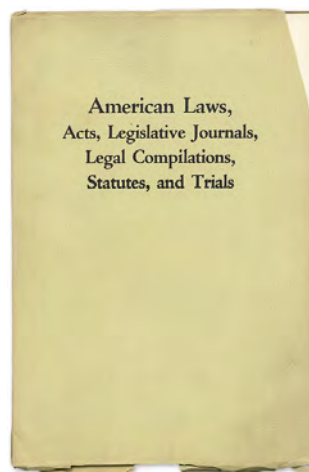 American Laws,
Acts, Legislative Journals,
Legal Compilations,
Statutes, and Trials